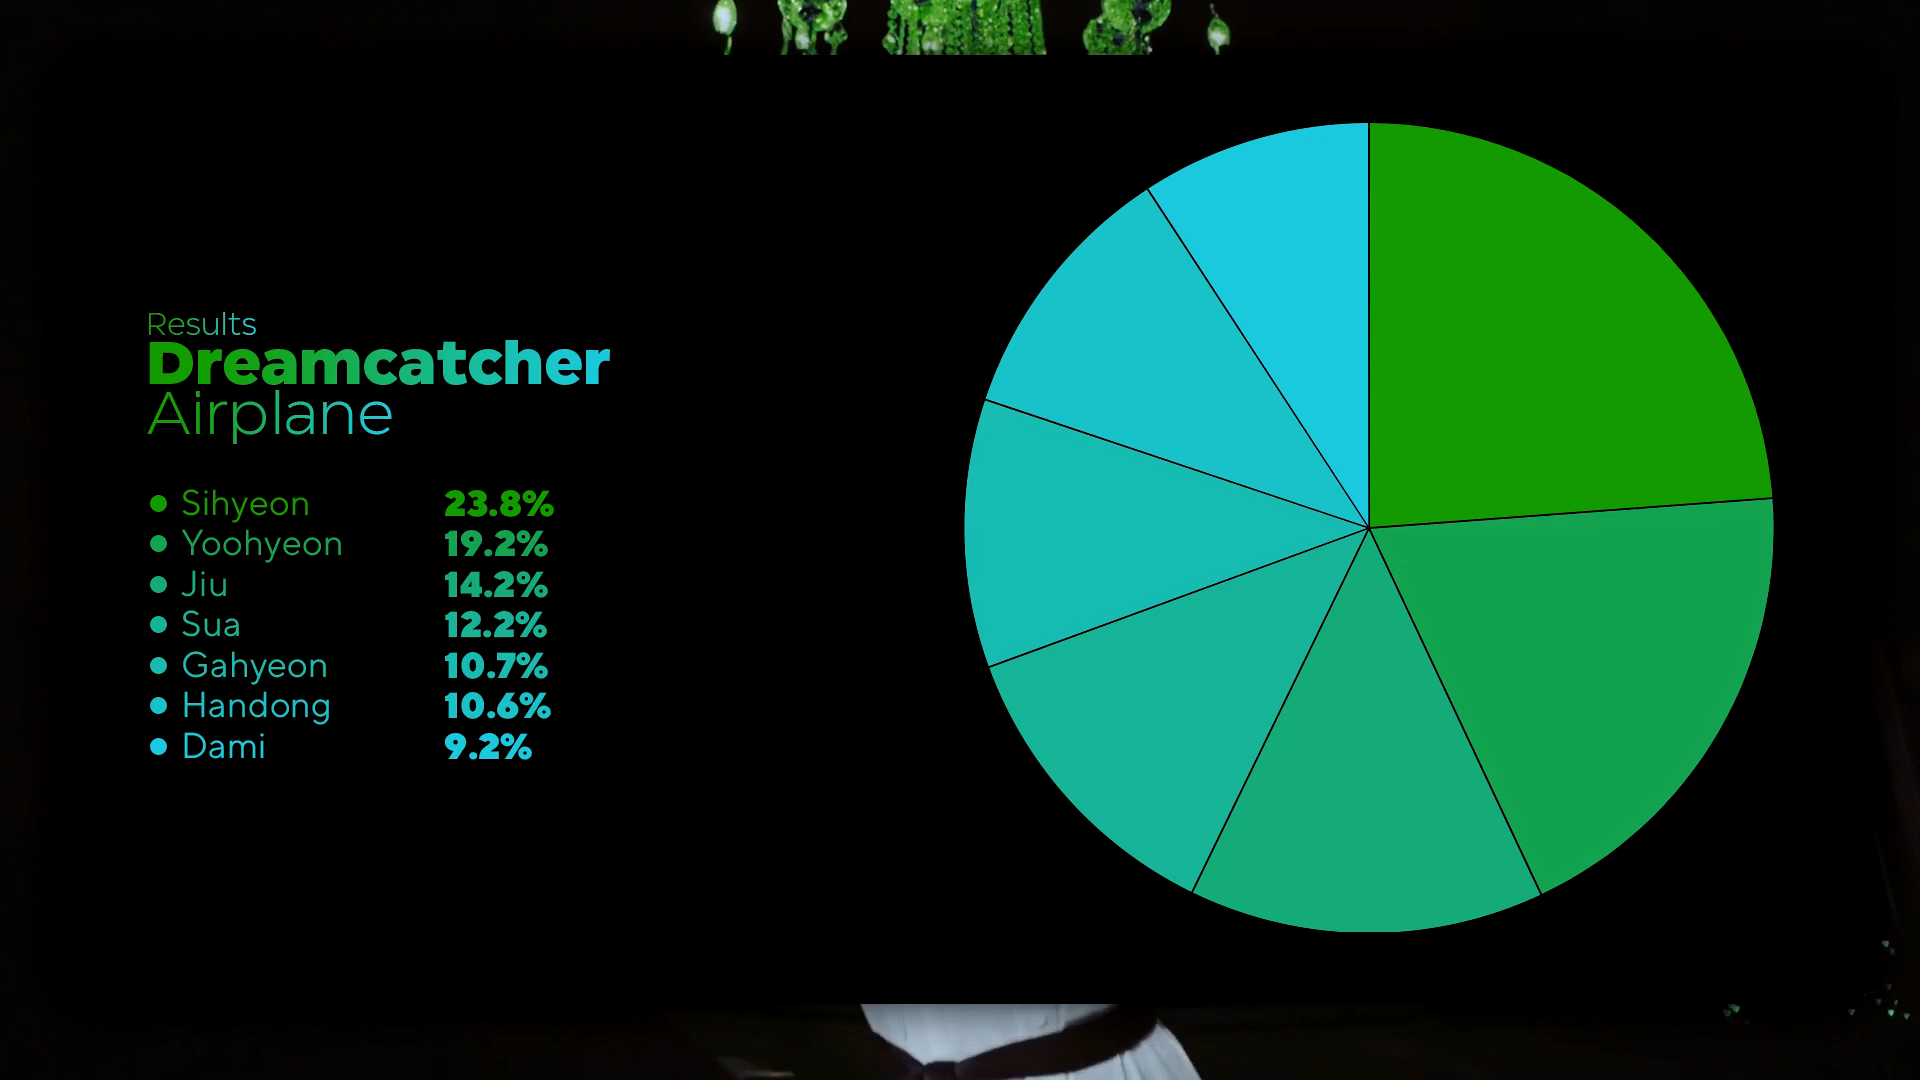 Results
Dreamcatcher
Airplane
Sihyeon 23.8%
Yoohyeon 19.2%
Jiu 14.2%
Sua 12.2%
Gahyeon 10.7%
Handong 10.6%
Dami 9.2%